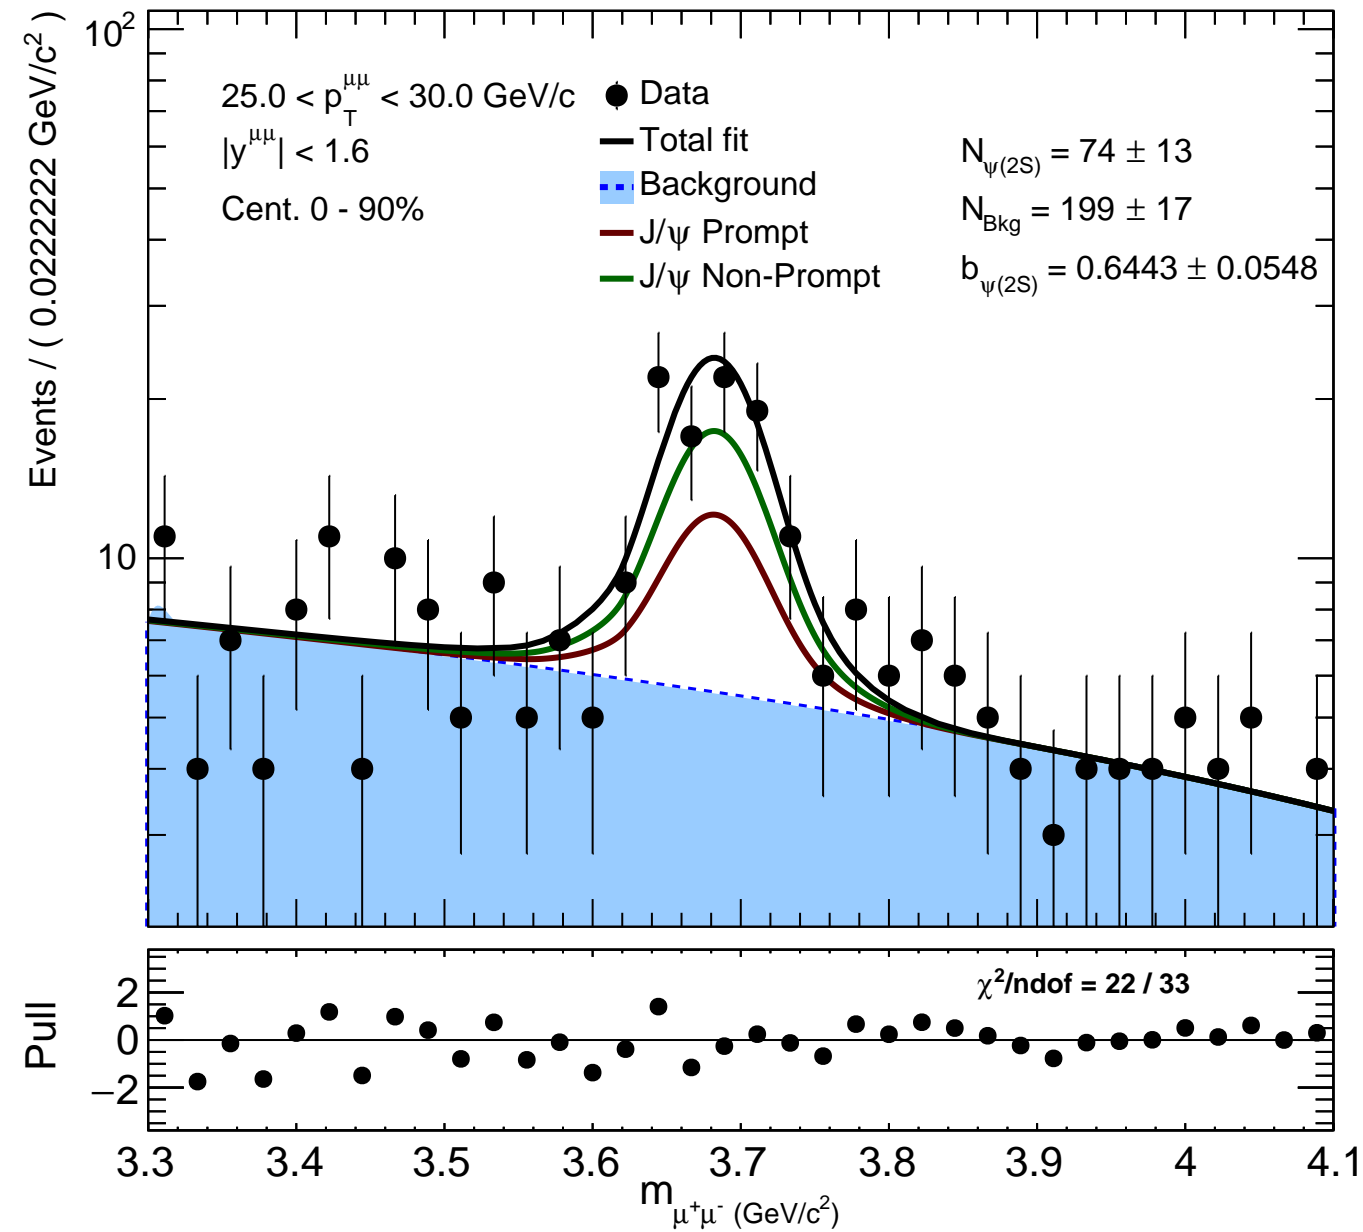 Events / ( 0.0222222 GeV/c²)
10²
10
25.0 < p_T^μμ < 30.0 GeV/c
|y^μμ| < 1.6
Cent. 0 - 90%
Data
Total fit
Background
J/ψ Prompt
J/ψ Non-Prompt
N_ψ(2S) = 74 ± 13
N_Bkg = 199 ± 17
b_ψ(2S) = 0.6443 ± 0.0548
Pull
2
0
−2
χ²/ndof = 22 / 33
3.3 3.4 3.5 3.6 3.7 3.8 3.9 4 4.1
m_μ⁺μ⁻ (GeV/c²)